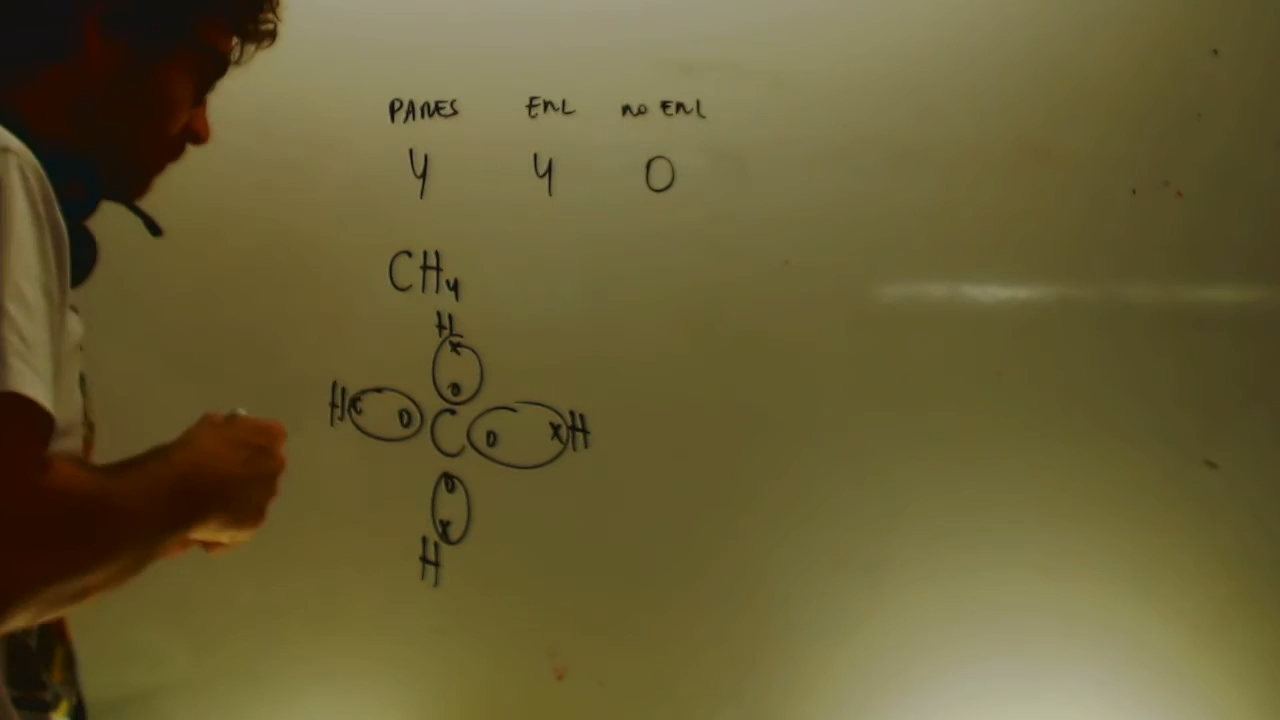 PARES ENL no ENL
4 4 0
CH4
H
x
o
H x o C o x H
o
x
H